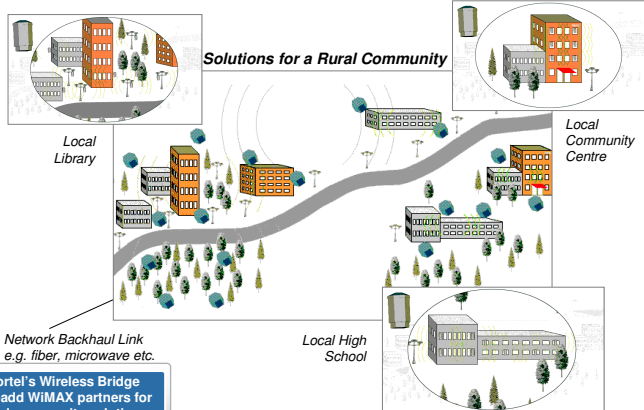 Solutions for a Rural Community
Local
Library
Local
Community
Centre
Network Backhaul Link
e.g. fiber, microwave etc.
Local High
School
ortel's Wireless Bridge
add WiMAX partners for